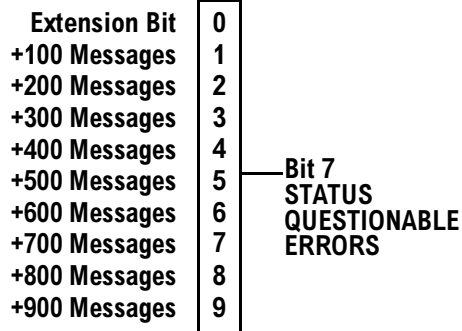 Extension Bit 0
+100 Messages 1
+200 Messages 2
+300 Messages 3
+400 Messages 4
+500 Messages 5
+600 Messages 6
+700 Messages 7
+800 Messages 8
+900 Messages 9
Bit 7
STATUS
QUESTIONABLE
ERRORS